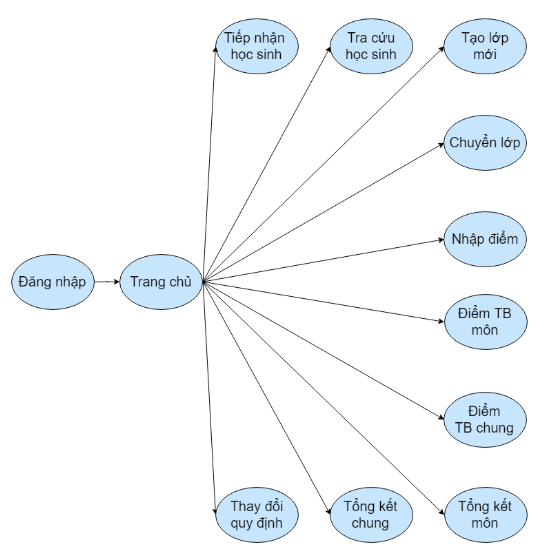 Tiếp nhận
học sinh
Tra cứu
học sinh
Tạo lớp
mới
Chuyển lớp
Nhập điểm
Đăng nhập
Trang chủ
Điểm TB
môn
Điểm
TB chung
Thay đổi
quy định
Tổng kết
chung
Tổng kết
môn